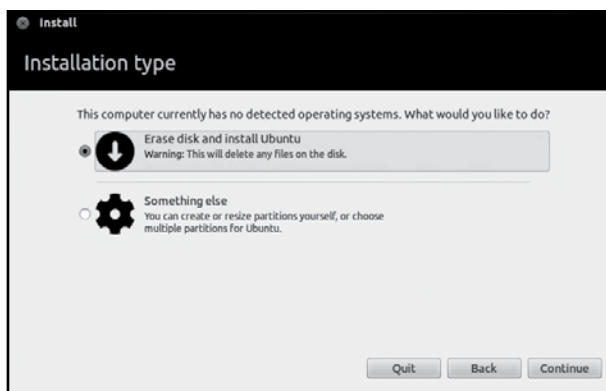 Install
Installation type
This computer currently has no detected operating systems. What would you like to do?
Erase disk and install Ubuntu
Warning: This will delete any files on the disk.
Something else
You can create or resize partitions yourself, or choose
multiple partitions for Ubuntu.
Quit Back Continue